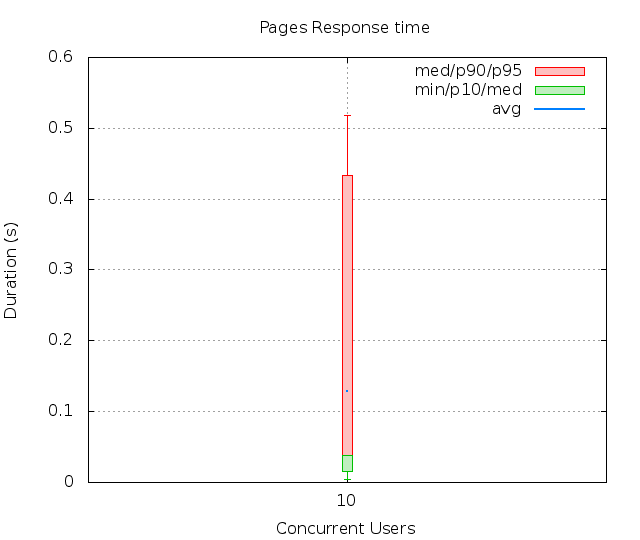 Pages Response time
0.6
0.5
0.4
0.3
0.2
0.1
0
Duration (s)
med/p90/p95
min/p10/med
avg
10
Concurrent Users